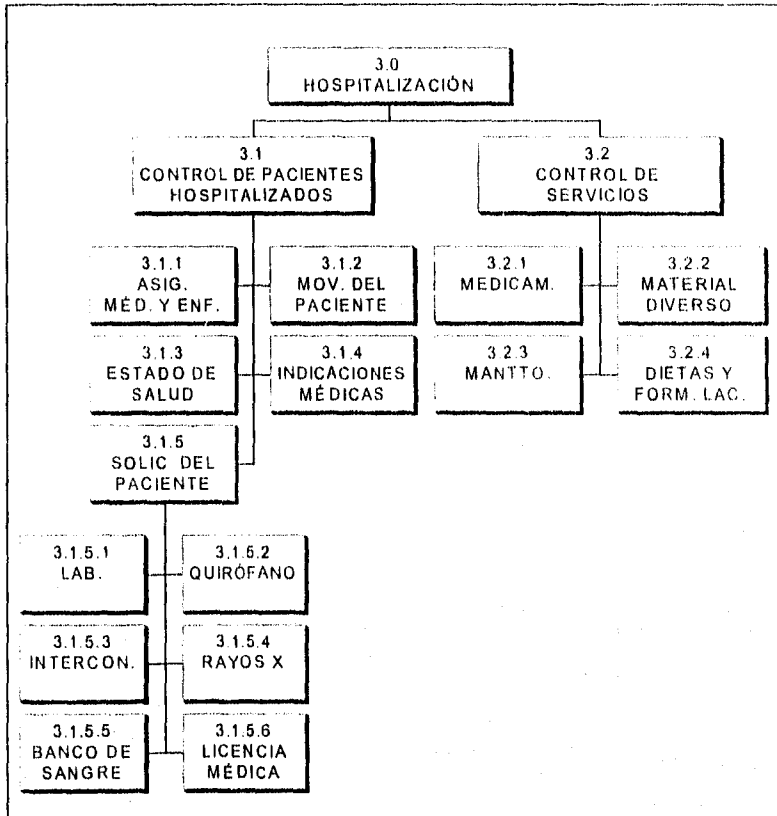 3.0
HOSPITALIZACIÓN
3.1
CONTROL DE PACIENTES
HOSPITALIZADOS
3.2
CONTROL DE
SERVICIOS
3.1.1
ASIG.
MÉD. Y ENF.
3.1.2
MOV. DEL
PACIENTE
3.2.1
MEDICAM.
3.2.2
MATERIAL
DIVERSO
3.1.3
ESTADO DE
SALUD
3.1.4
INDICACIONES
MÉDICAS
3.2.3
MANTTO.
3.2.4
DIETAS Y
FORM. LAC.
3.1.5
SOLIC DEL
PACIENTE
3.1.5.1
LAB.
3.1.5.2
QUIRÓFANO
3.1.5.3
INTERCON.
3.1.5.4
RAYOS X
3.1.5.5
BANCO DE
SANGRE
3.1.5.6
LICENCIA
MÉDICA